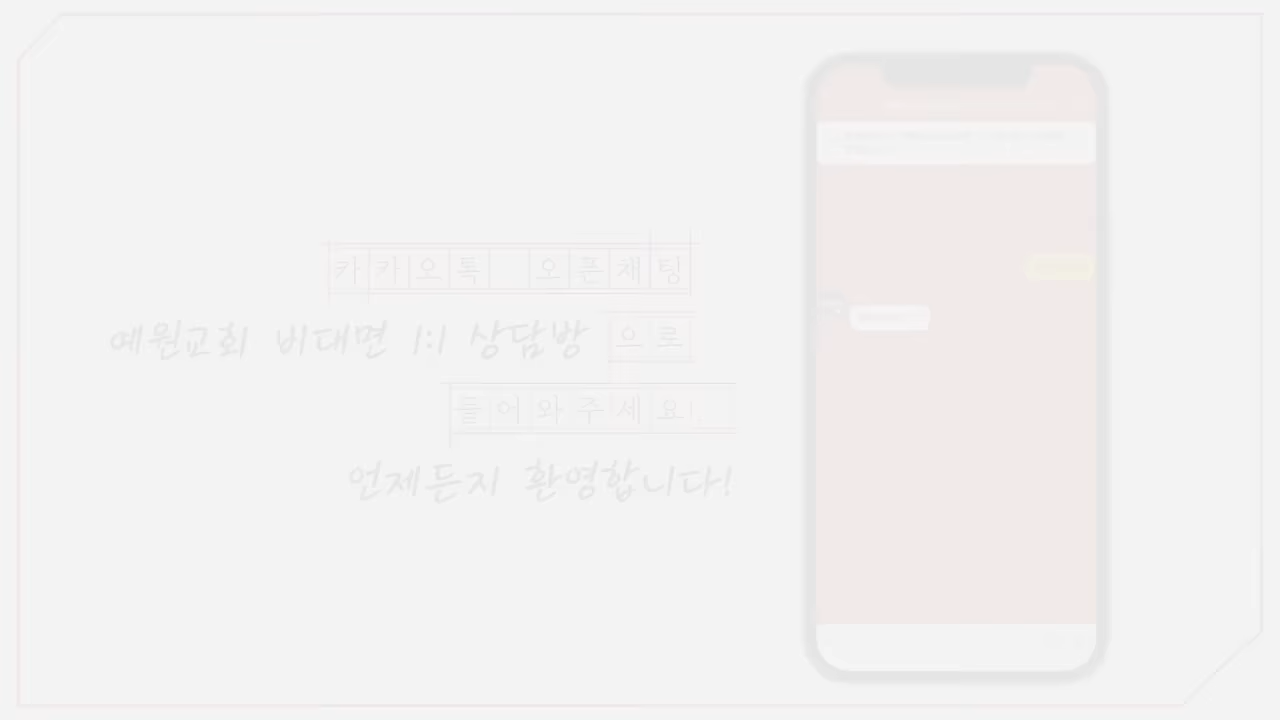 카카오톡 오픈채팅
예원교회 비대면 1:1 상담방 으로
들어와주세요!.
언제든지 환영합니다!